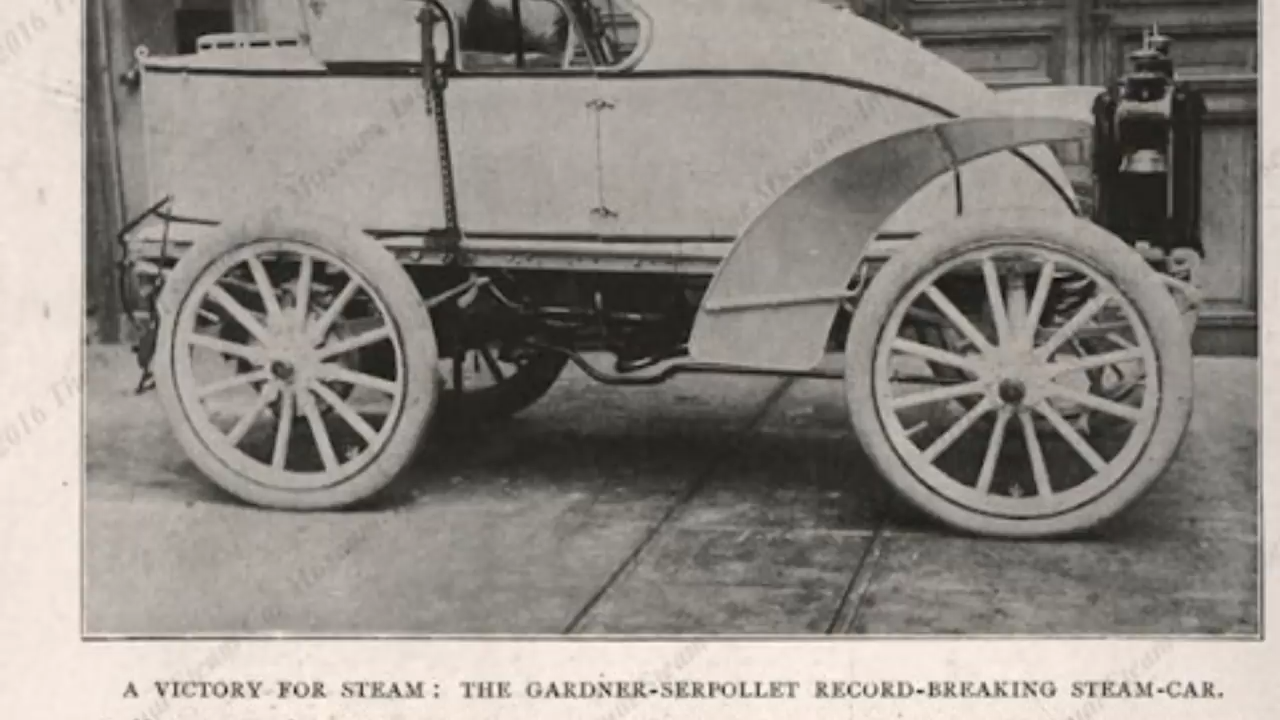 A VICTORY FOR STEAM: THE GARDNER-SERPOLLET RECORD-BREAKING STEAM-CAR.